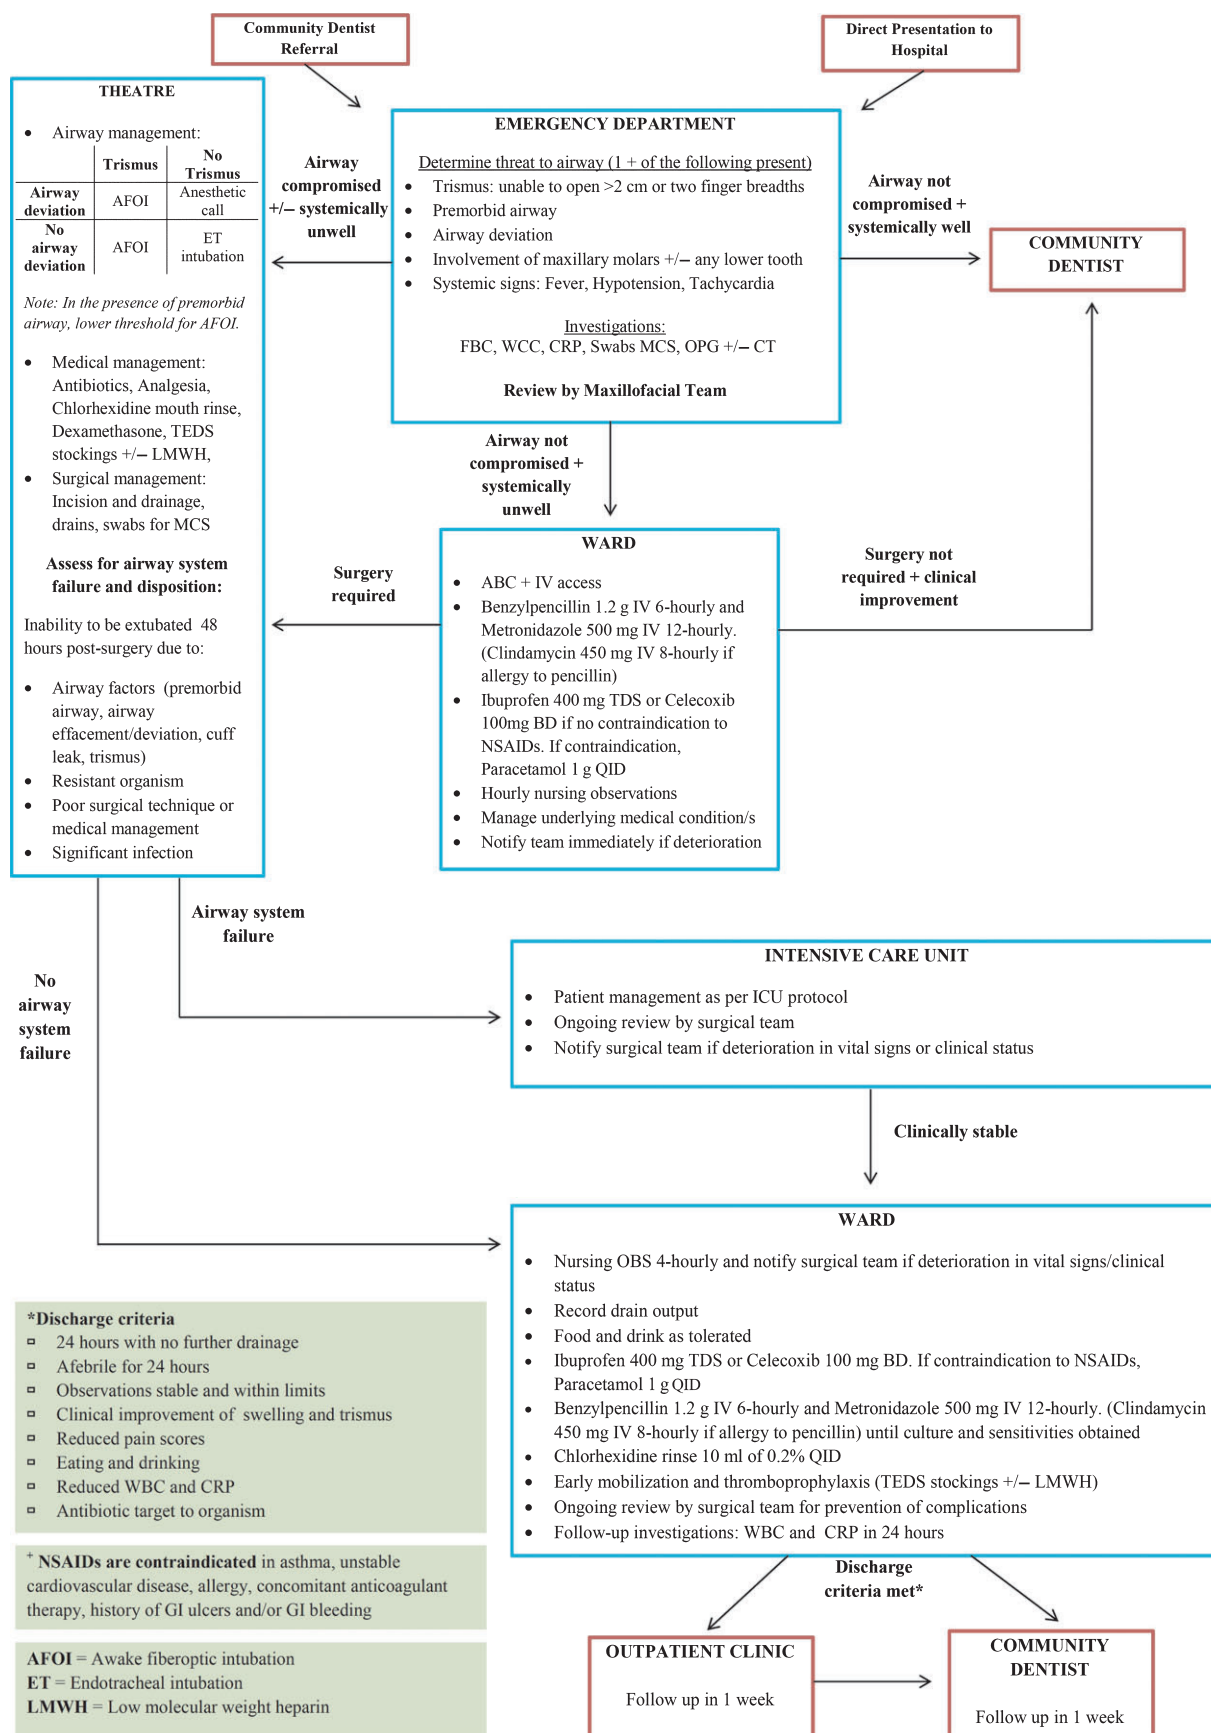 Community Dentist
Referral
Direct Presentation to
Hospital
THEATRE
• Airway management:
Trismus
No
Trismus
Airway
deviation
AFOI
Anesthetic
call
No
airway
deviation
AFOI
ET
intubation
Note: In the presence of premorbid
airway, lower threshold for AFOI.
• Medical management:
Antibiotics, Analgesia,
Chlorhexidine mouth rinse,
Dexamethasone, TEDS
stockings +/− LMWH,
• Surgical management:
Incision and drainage,
drains, swabs for MCS
Assess for airway system
failure and disposition:
Inability to be extubated 48
hours post-surgery due to:
• Airway factors (premorbid
airway, airway
effacement/deviation, cuff
leak, trismus)
• Resistant organism
• Poor surgical technique or
medical management
• Significant infection
Airway
compromised
+/− systemically
unwell
EMERGENCY DEPARTMENT
Determine threat to airway (1 + of the following present)
• Trismus: unable to open >2 cm or two finger breadths
• Premorbid airway
• Airway deviation
• Involvement of maxillary molars +/− any lower tooth
• Systemic signs: Fever, Hypotension, Tachycardia
Investigations:
FBC, WCC, CRP, Swabs MCS, OPG +/− CT
Review by Maxillofacial Team
Airway not
compromised +
systemically well
COMMUNITY
DENTIST
Airway not
compromised +
systemically
unwell
Surgery
required
WARD
• ABC + IV access
• Benzylpencillin 1.2 g IV 6-hourly and
Metronidazole 500 mg IV 12-hourly.
(Clindamycin 450 mg IV 8-hourly if
allergy to pencillin)
• Ibuprofen 400 mg TDS or Celecoxib
100mg BD if no contraindication to
NSAIDs. If contraindication,
Paracetamol 1 g QID
• Hourly nursing observations
• Manage underlying medical condition/s
• Notify team immediately if deterioration
Surgery not
required + clinical
improvement
Airway system
failure
No
airway
system
failure
INTENSIVE CARE UNIT
• Patient management as per ICU protocol
• Ongoing review by surgical team
• Notify surgical team if deterioration in vital signs or clinical status
Clinically stable
WARD
• Nursing OBS 4-hourly and notify surgical team if deterioration in vital signs/clinical
status
• Record drain output
• Food and drink as tolerated
• Ibuprofen 400 mg TDS or Celecoxib 100 mg BD. If contraindication to NSAIDs,
Paracetamol 1 g QID
• Benzylpencillin 1.2 g IV 6-hourly and Metronidazole 500 mg IV 12-hourly. (Clindamycin
450 mg IV 8-hourly if allergy to pencillin) until culture and sensitivities obtained
• Chlorhexidine rinse 10 ml of 0.2% QID
• Early mobilization and thromboprophylaxis (TEDS stockings +/− LMWH)
• Ongoing review by surgical team for prevention of complications
• Follow-up investigations: WBC and CRP in 24 hours
*Discharge criteria
▫ 24 hours with no further drainage
▫ Afebrile for 24 hours
▫ Observations stable and within limits
▫ Clinical improvement of swelling and trismus
▫ Reduced pain scores
▫ Eating and drinking
▫ Reduced WBC and CRP
▫ Antibiotic target to organism
+ NSAIDs are contraindicated in asthma, unstable
cardiovascular disease, allergy, concomitant anticoagulant
therapy, history of GI ulcers and/or GI bleeding
AFOI = Awake fiberoptic intubation
ET = Endotracheal intubation
LMWH = Low molecular weight heparin
Discharge
criteria met*
OUTPATIENT CLINIC
Follow up in 1 week
COMMUNITY
DENTIST
Follow up in 1 week